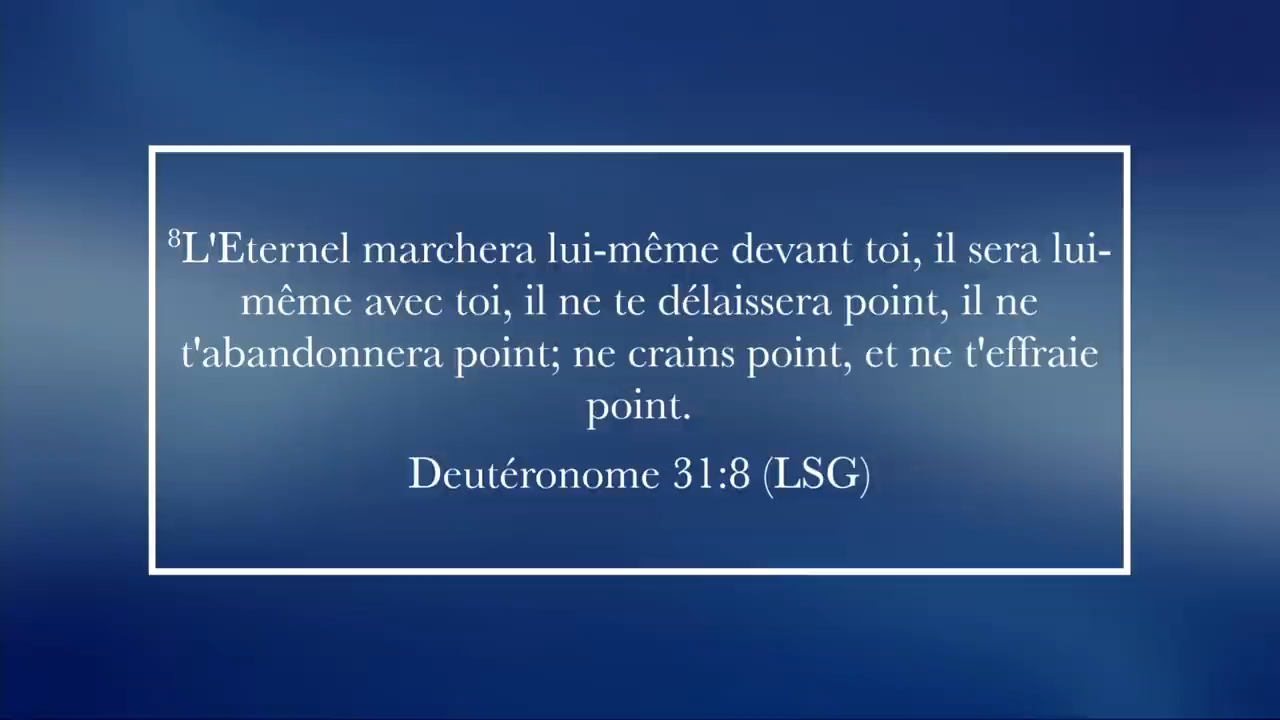 ⁸L'Eternel marchera lui-même devant toi, il sera lui-
même avec toi, il ne te délaissera point, il ne
t'abandonnera point; ne crains point, et ne t'effraie
point.
Deutéronome 31:8 (LSG)